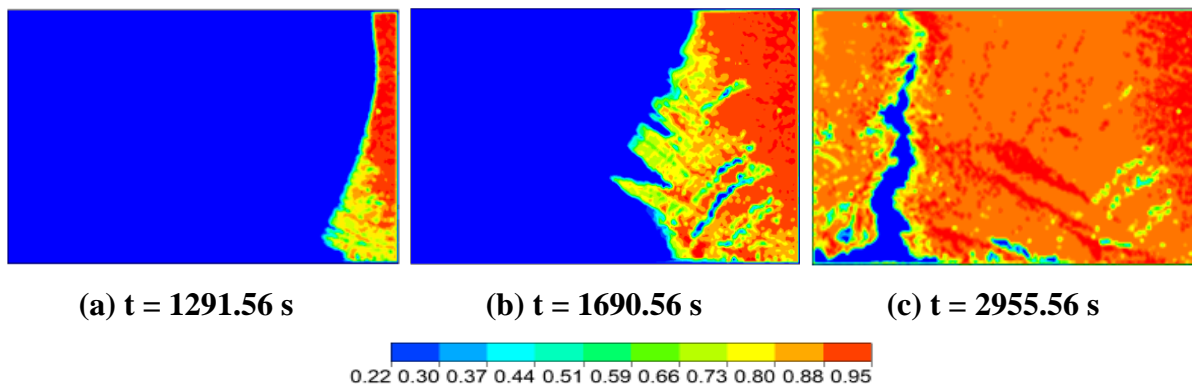 (a) t = 1291.56 s
(b) t = 1690.56 s
(c) t = 2955.56 s
0.22 0.30 0.37 0.44 0.51 0.59 0.66 0.73 0.80 0.88 0.95